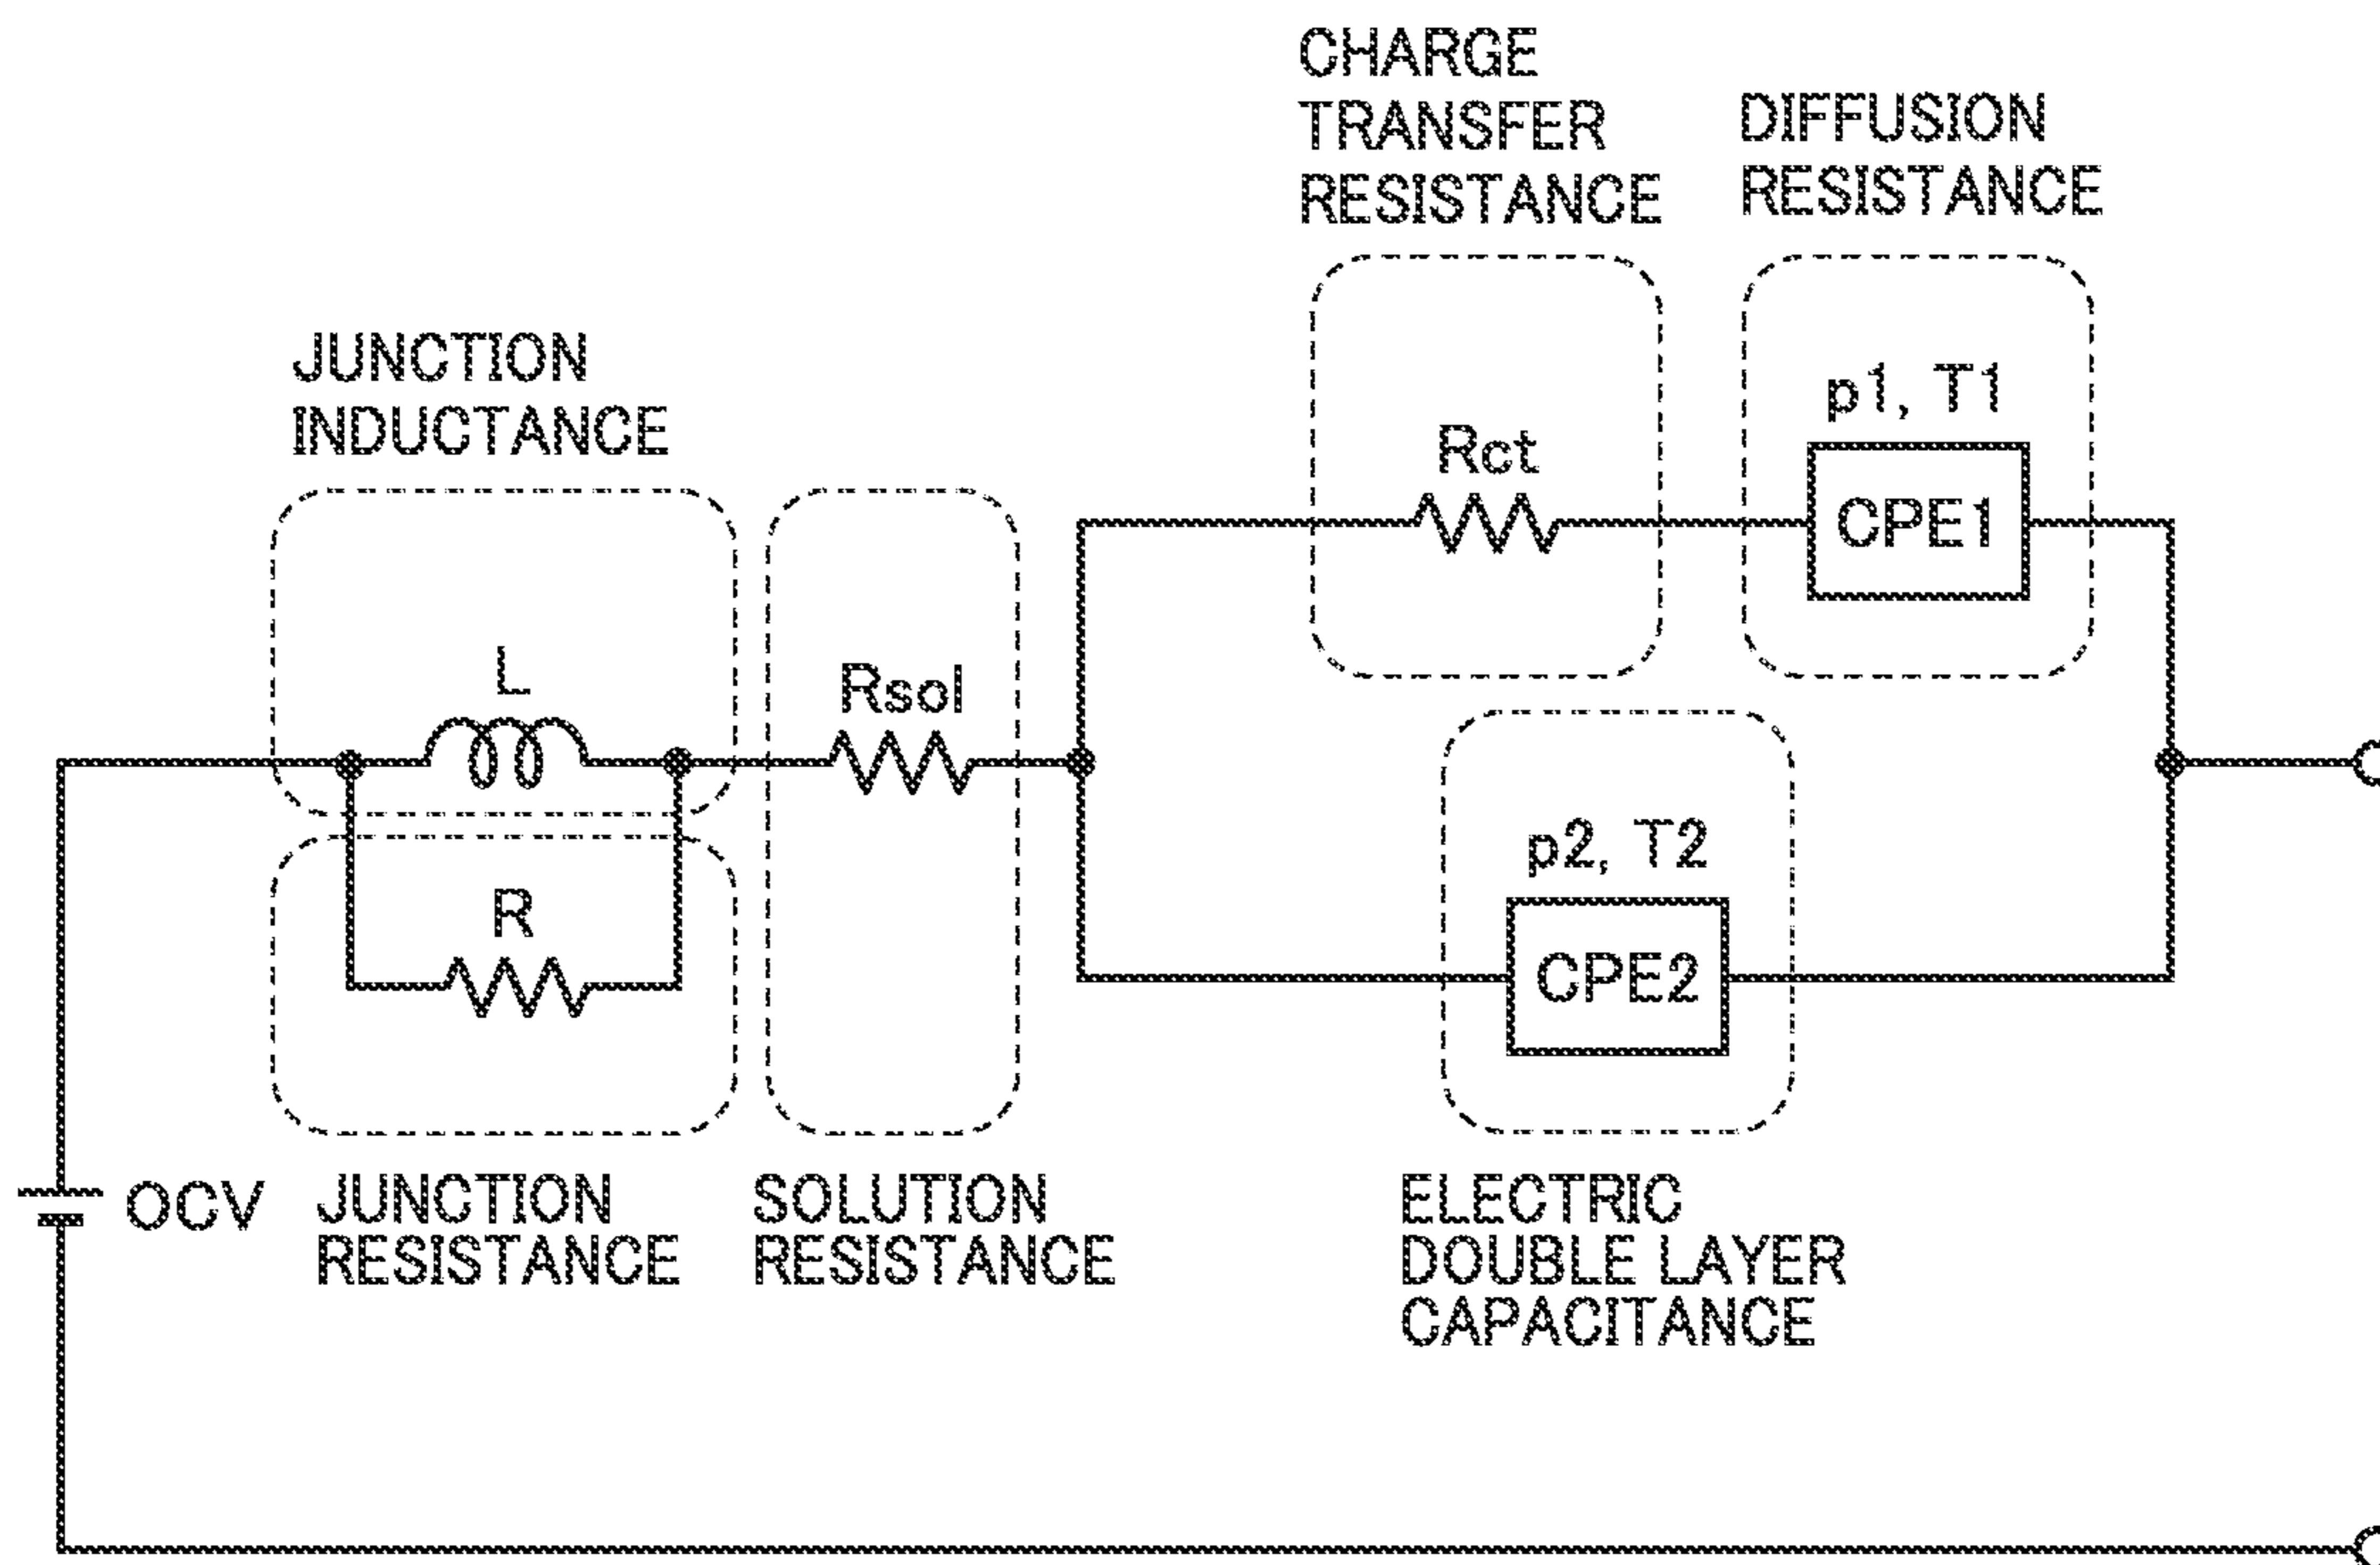 CHARGE
TRANSFER
RESISTANCE
DIFFUSION
RESISTANCE
JUNCTION
INDUCTANCE
p1, T1
Rct
CPE1
L
Rsol
p2, T2
R
CPE2
OCV
JUNCTION
RESISTANCE
SOLUTION
RESISTANCE
ELECTRIC
DOUBLE LAYER
CAPACITANCE